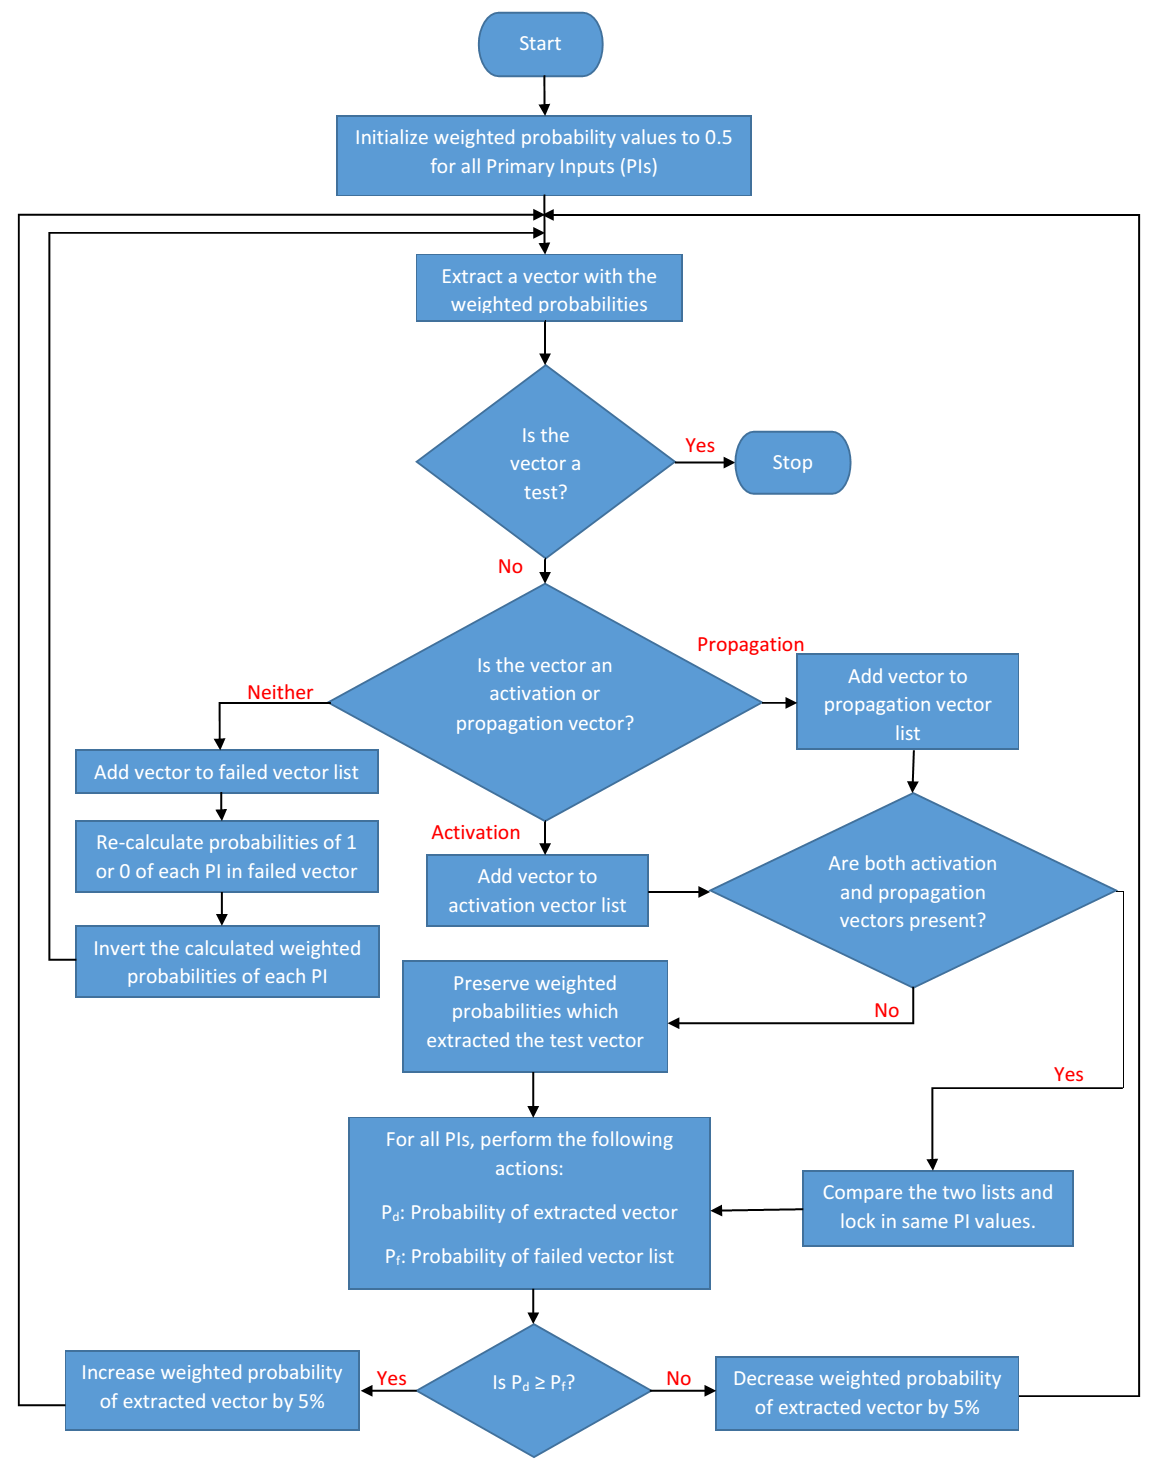 Start
Initialize weighted probability values to 0.5
for all Primary Inputs (PIs)
Extract a vector with the
weighted probabilities
Is the
vector a
test?
Yes
Stop
No
Is the vector an
activation or
propagation vector?
Propagation
Add vector to
propagation vector
list
Neither
Add vector to failed vector list
Re-calculate probabilities of 1
or 0 of each PI in failed vector
Invert the calculated weighted
probabilities of each PI
Activation
Add vector to
activation vector list
Are both activation
and propagation
vectors present?
No
Preserve weighted
probabilities which
extracted the test vector
Yes
Compare the two lists and
lock in same PI values.
For all PIs, perform the following
actions:
Pd: Probability of extracted vector
Pf: Probability of failed vector list
Is Pd ≥ Pf?
Yes
Increase weighted probability
of extracted vector by 5%
No
Decrease weighted probability
of extracted vector by 5%